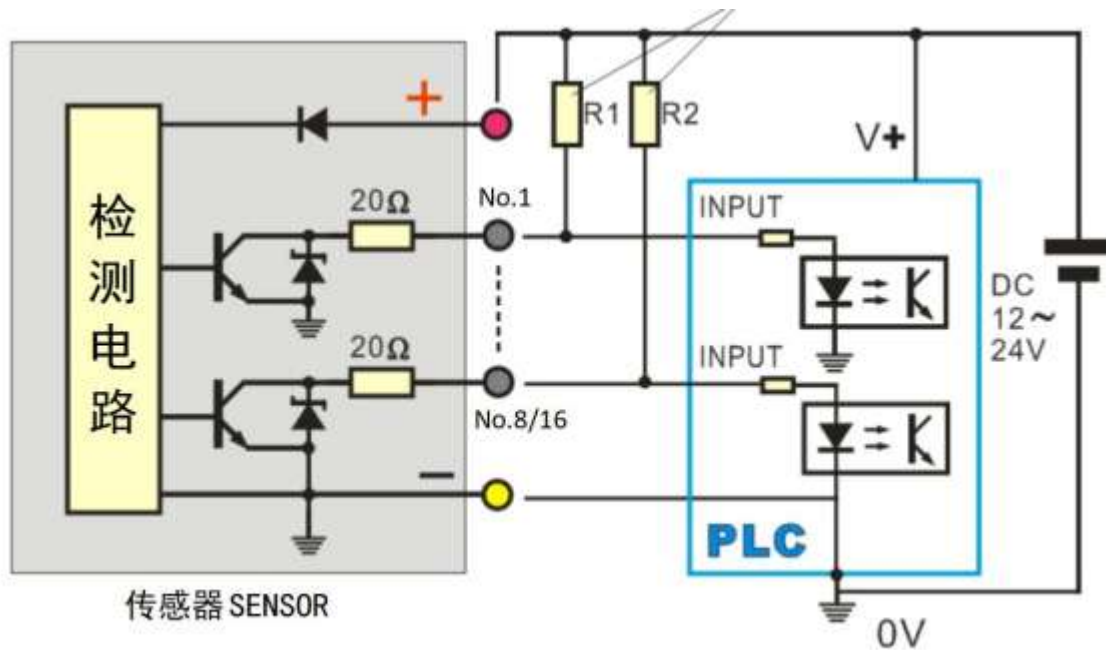 +
R1
R2
V+
检测电路
20Ω
No.1
INPUT
DC
12~
24V
20Ω
INPUT
No.8/16
−
PLC
传感器 SENSOR
0V